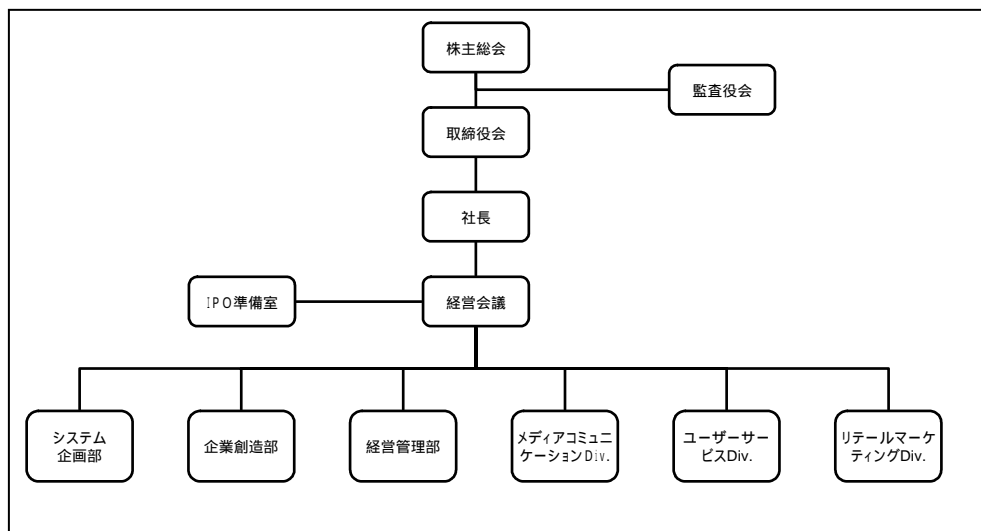 株主総会
監査役会
取締役会
社長
IPO準備室
経営会議
システム
企画部
企業創造部
経営管理部
メディアコミュニ
ケーションDiv.
ユーザーサー
ビスDiv.
リテールマーケ
ティングDiv.